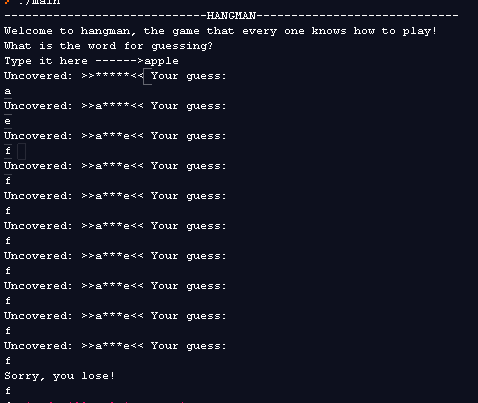 ./main
------------------------------HANGMAN------------------------------
Welcome to hangman, the game that every one knows how to play!
What is the word for guessing?
Type it here ------>apple
Uncovered: >>*****<< Your guess:
a
Uncovered: >>a****<< Your guess:
e
Uncovered: >>a***e<< Your guess:
f
Uncovered: >>a***e<< Your guess:
f
Uncovered: >>a***e<< Your guess:
f
Uncovered: >>a***e<< Your guess:
f
Uncovered: >>a***e<< Your guess:
f
Uncovered: >>a***e<< Your guess:
f
Uncovered: >>a***e<< Your guess:
f
Uncovered: >>a***e<< Your guess:
f
Sorry, you lose!
f